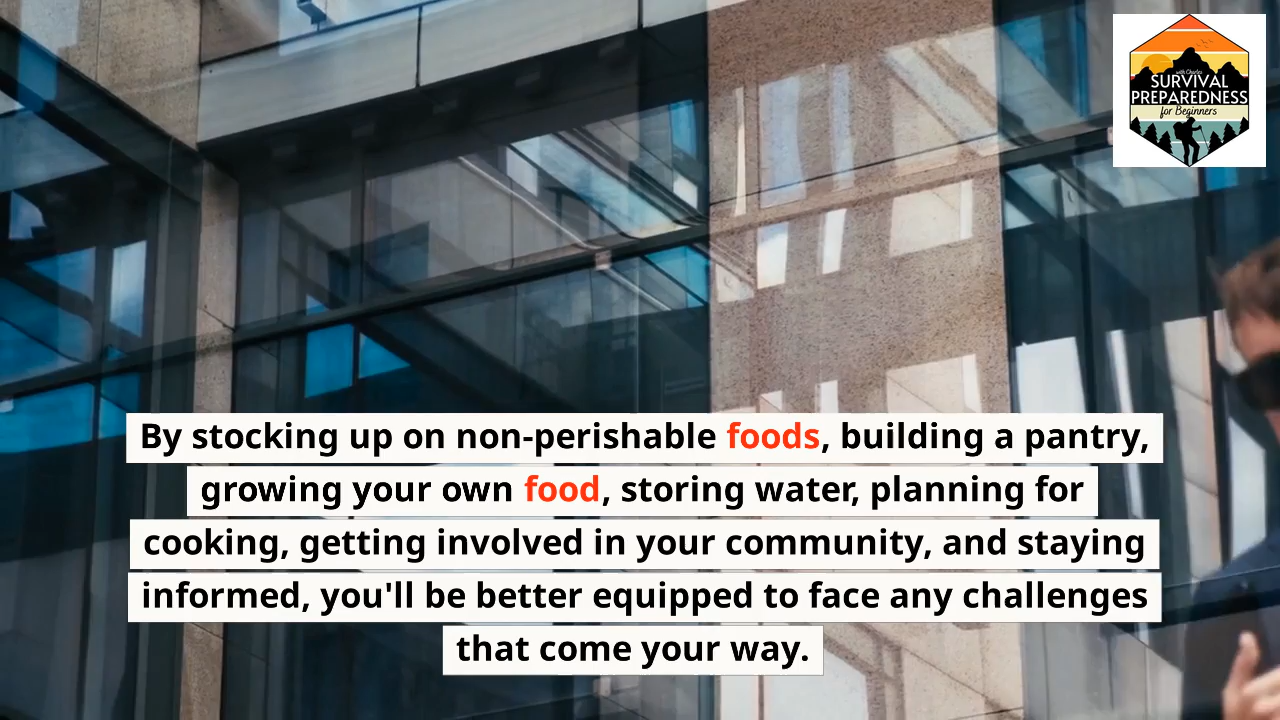 with Charles
SURVIVAL
PREPAREDNESS
for Beginners
By stocking up on non-perishable foods, building a pantry,
growing your own food, storing water, planning for
cooking, getting involved in your community, and staying
informed, you'll be better equipped to face any challenges
that come your way.